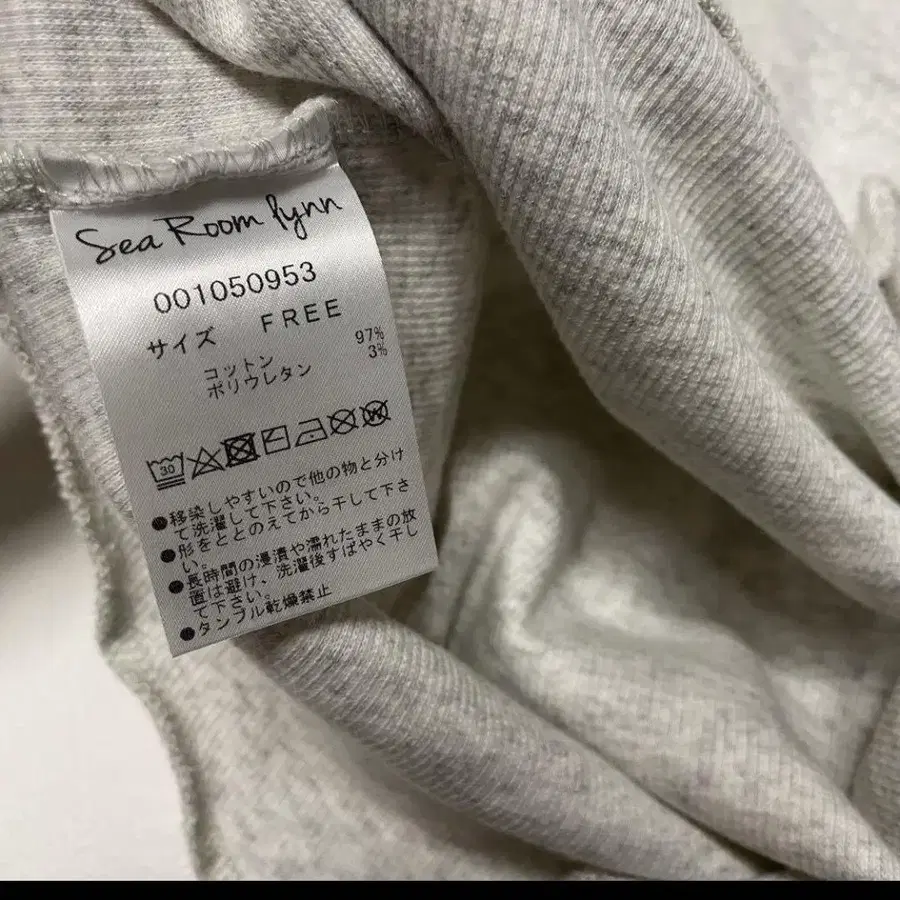 Sea Room lynn
001050953
サイズ FREE
コットン 97%
ポリウレタン 3%
30
●移染しやすいので他の物と分け
て洗濯して下さい。
●形をととのえてから干して下さ
い。
●長時間の浸漬や濡れたままの放
置は避け、洗濯後すばやく干し
て下さい。
●タンブル乾燥禁止